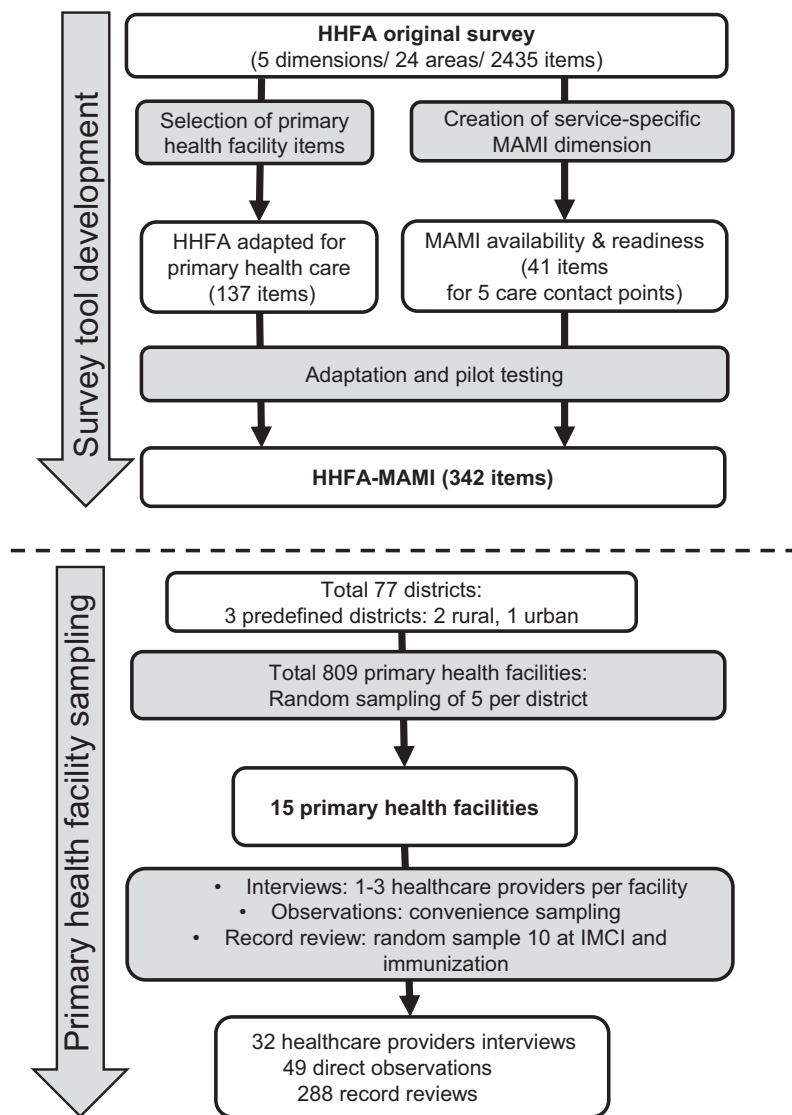 Survey tool development
HHFA original survey
(5 dimensions/ 24 areas/ 2435 items)
Selection of primary
health facility items
Creation of service-specific
MAMI dimension
HHFA adapted for
primary health care
(137 items)
MAMI availability & readiness
(41 items
for 5 care contact points)
Adaptation and pilot testing
HHFA-MAMI (342 items)
Primary health facility sampling
Total 77 districts:
3 predefined districts: 2 rural, 1 urban
Total 809 primary health facilities:
Random sampling of 5 per district
15 primary health facilities
• Interviews: 1-3 healthcare providers per facility
• Observations: convenience sampling
• Record review: random sample 10 at IMCI and
immunization
32 healthcare providers interviews
49 direct observations
288 record reviews